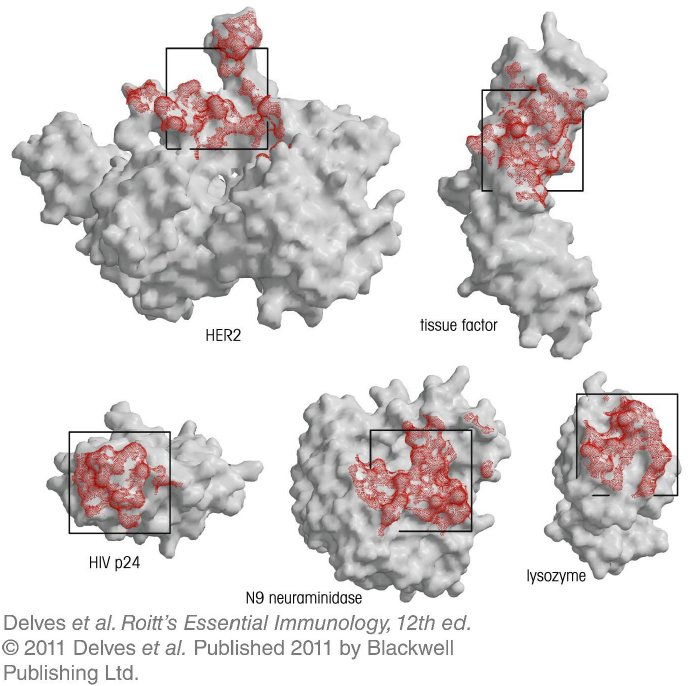 HER2
tissue factor
HIV p24
N9 neuraminidase
lysozyme
Delves et al. Roitt's Essential Immunology, 12th ed.
© 2011 Delves et al. Published 2011 by Blackwell
Publishing Ltd.